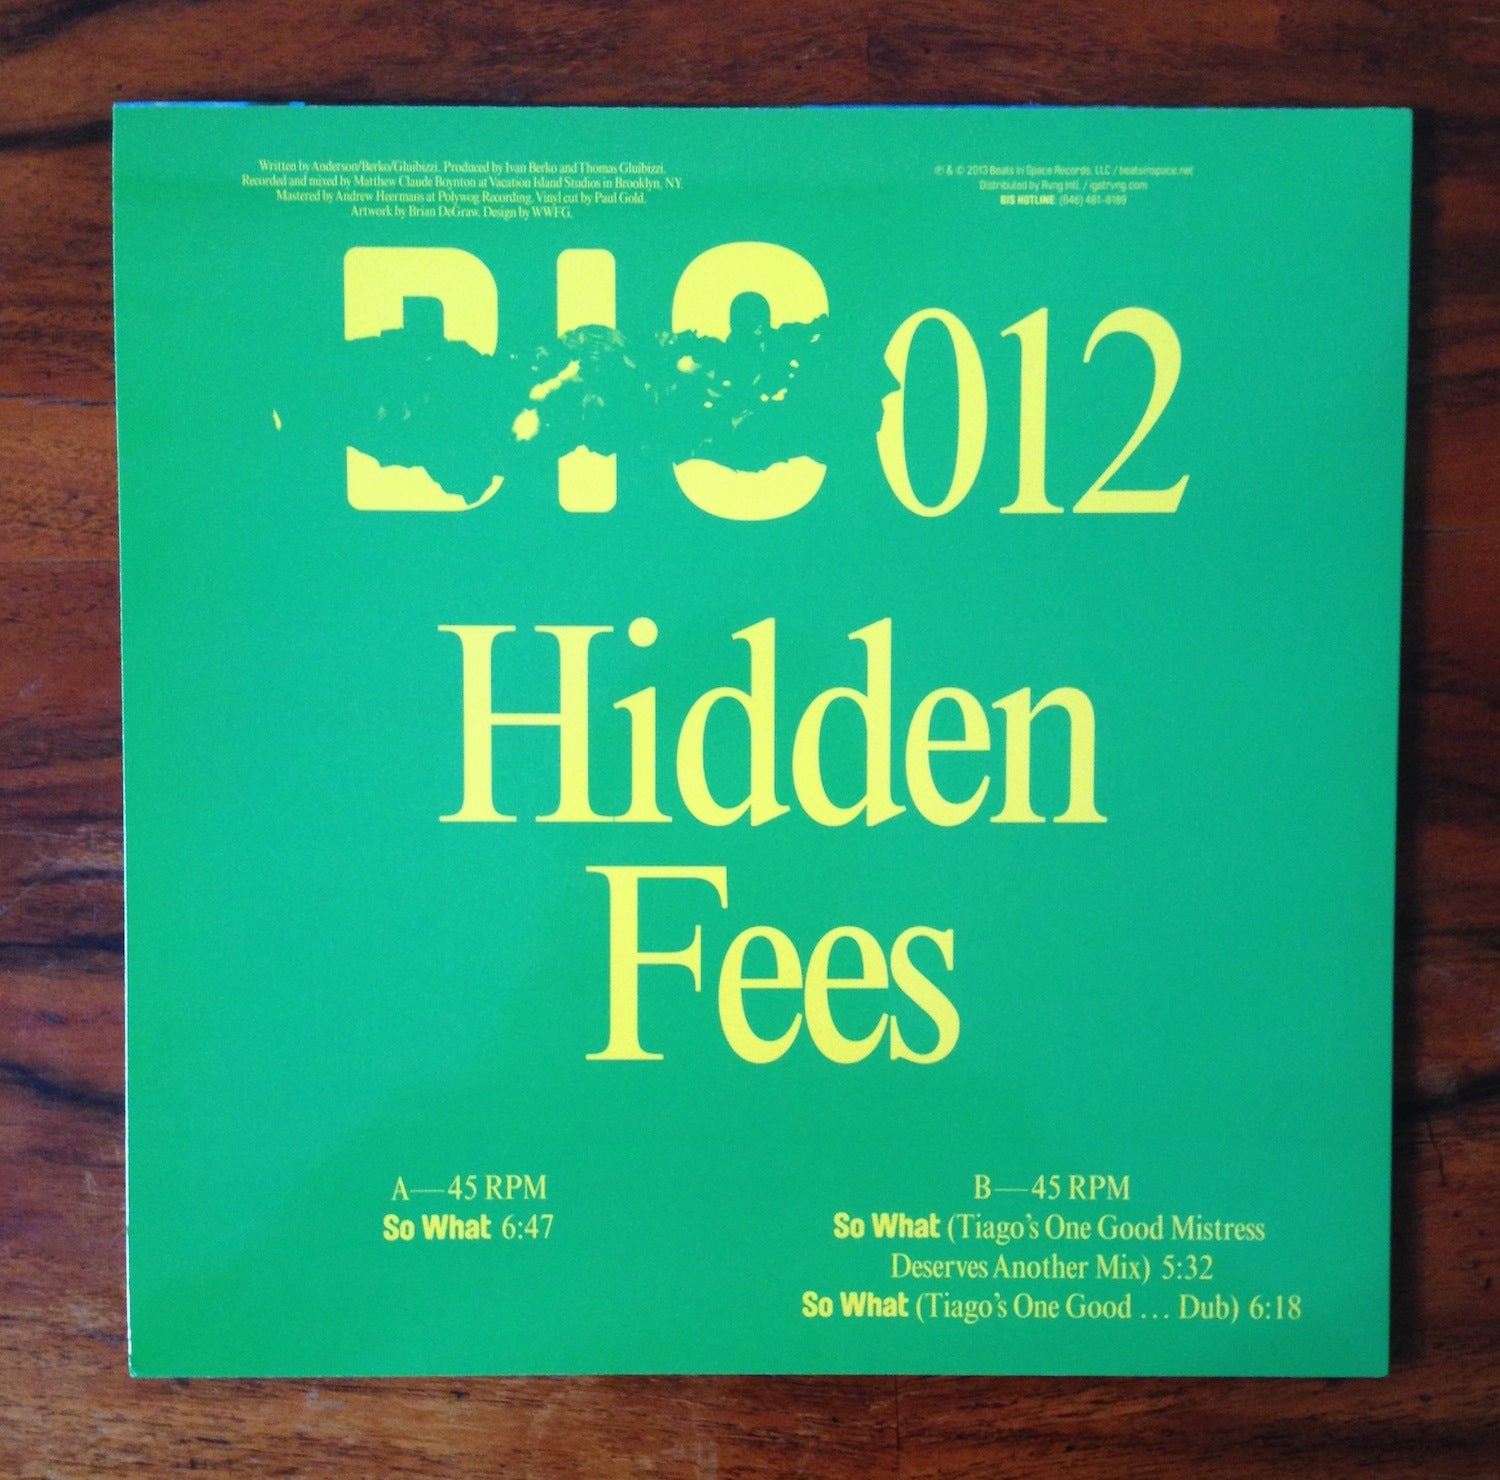 Written by Anderson/Berko/Gluibizzi. Produced by Ivan Berko and Thomas Gluibizzi.
Recorded and mixed by Matthew Claude Boynton at Vacation Island Studios in Brooklyn, NY.
Mastered by Andrew Heermans at Polywog Recording. Vinyl cut by Paul Gold.
Artwork by Brian DeGraw. Design by WWFG.
℗ & © 2013 Beats In Space Records, LLC / beatsinspace.net
Distributed by Rvng Intl. / igetrvng.com
BIS HOTLINE: (646) 481-8189
BIS 012
Hidden
Fees
A—45 RPM
So What 6:47
B—45 RPM
So What (Tiago's One Good Mistress
Deserves Another Mix) 5:32
So What (Tiago's One Good ... Dub) 6:18